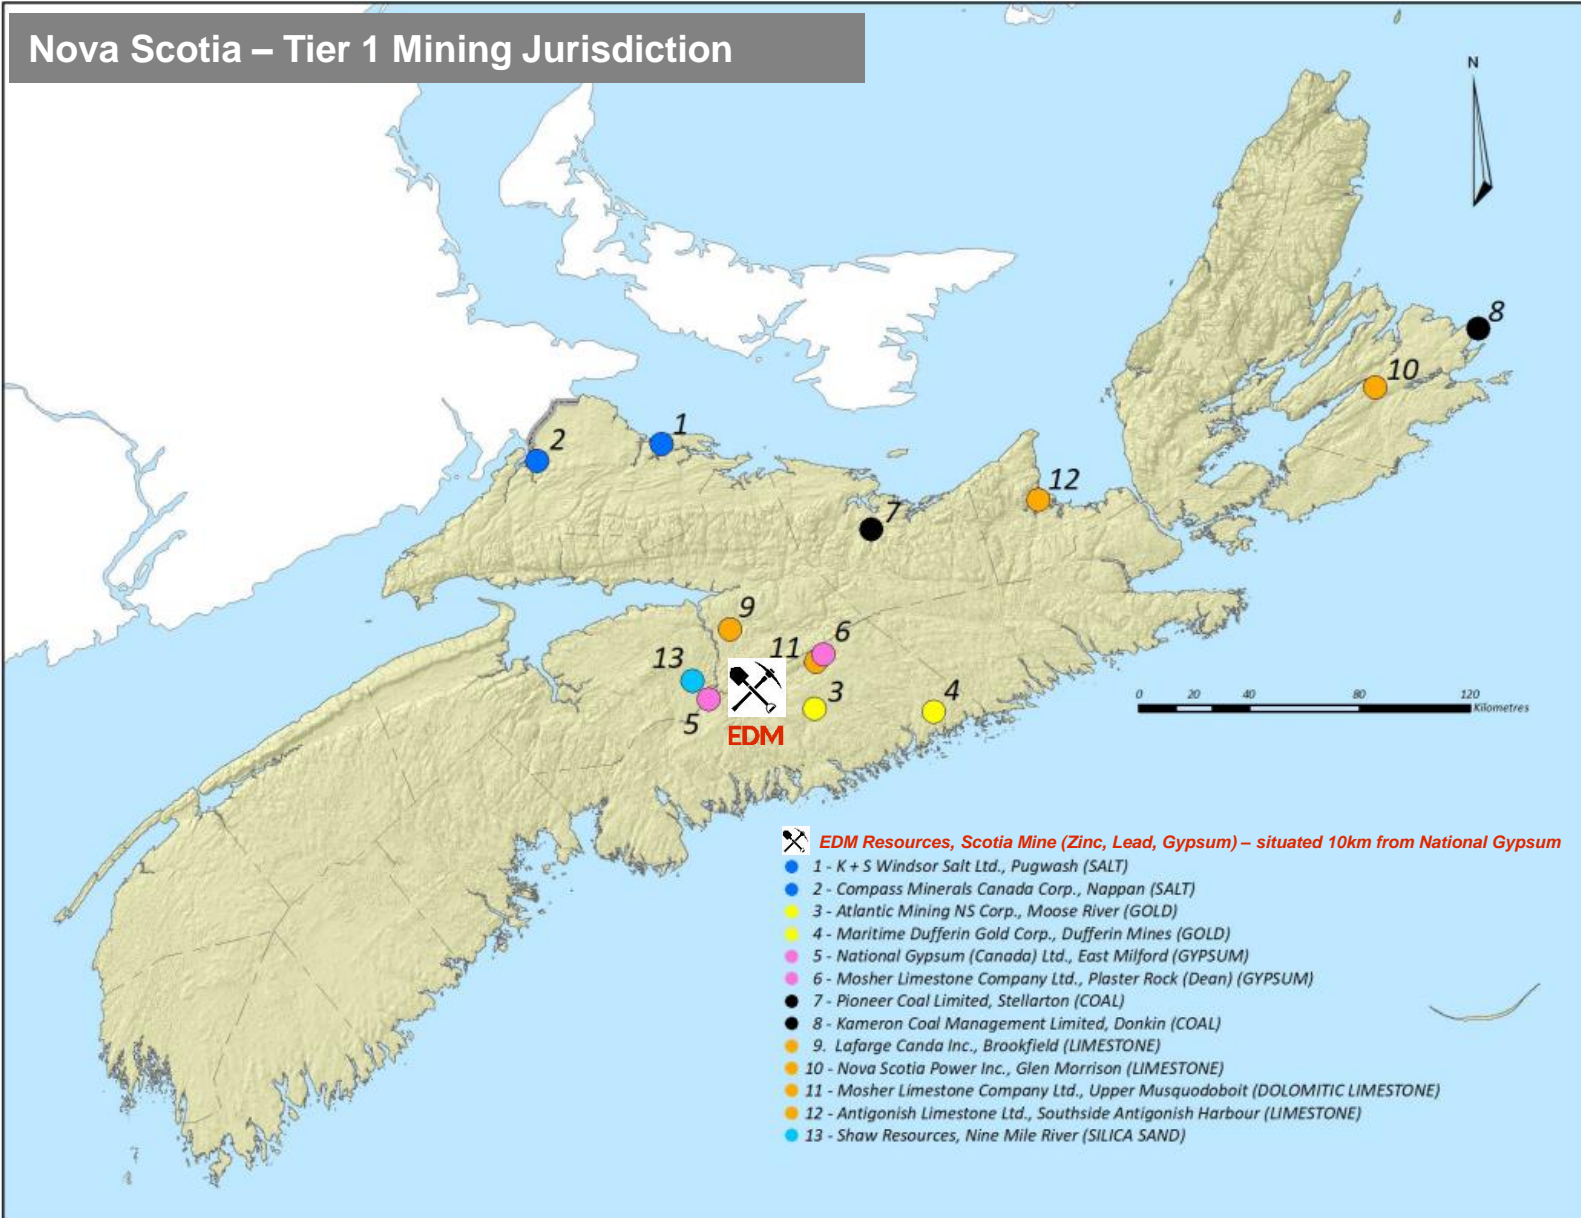 Nova Scotia – Tier 1 Mining Jurisdiction
N
8
10
1
2
12
7
9
6
11
13
3
4
5
EDM
0 20 40 80 120
Kilometres
EDM Resources, Scotia Mine (Zinc, Lead, Gypsum) – situated 10km from National Gypsum
1 - K + S Windsor Salt Ltd., Pugwash (SALT)
2 - Compass Minerals Canada Corp., Nappan (SALT)
3 - Atlantic Mining NS Corp., Moose River (GOLD)
4 - Maritime Dufferin Gold Corp., Dufferin Mines (GOLD)
5 - National Gypsum (Canada) Ltd., East Milford (GYPSUM)
6 - Mosher Limestone Company Ltd., Plaster Rock (Dean) (GYPSUM)
7 - Pioneer Coal Limited, Stellarton (COAL)
8 - Kameron Coal Management Limited, Donkin (COAL)
9. Lafarge Canda Inc., Brookfield (LIMESTONE)
10 - Nova Scotia Power Inc., Glen Morrison (LIMESTONE)
11 - Mosher Limestone Company Ltd., Upper Musquodoboit (DOLOMITIC LIMESTONE)
12 - Antigonish Limestone Ltd., Southside Antigonish Harbour (LIMESTONE)
13 - Shaw Resources, Nine Mile River (SILICA SAND)